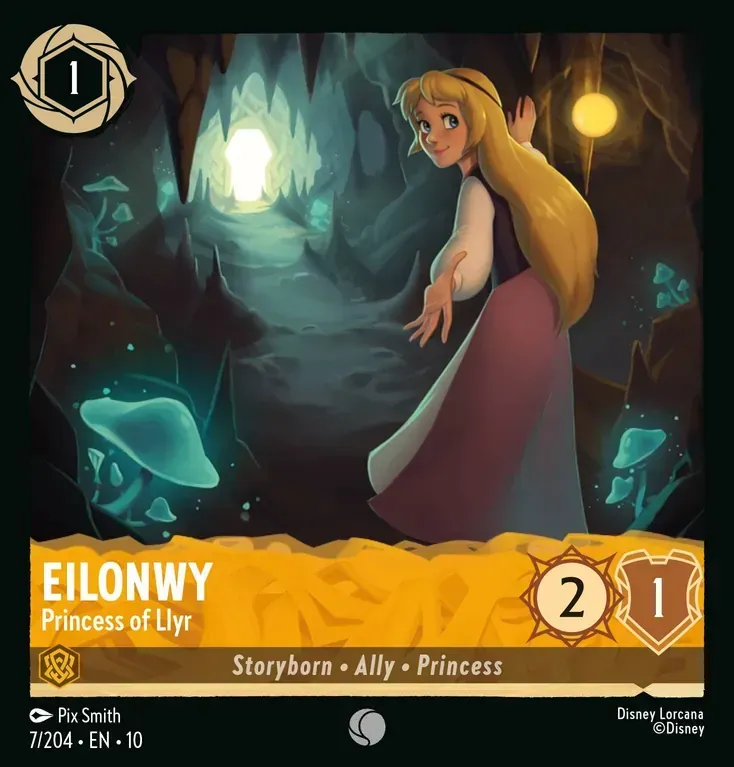 1
EILONWY
Princess of Llyr
2
1
Storyborn • Ally • Princess
Pix Smith
7/204 • EN • 10
Disney Lorcana
©Disney